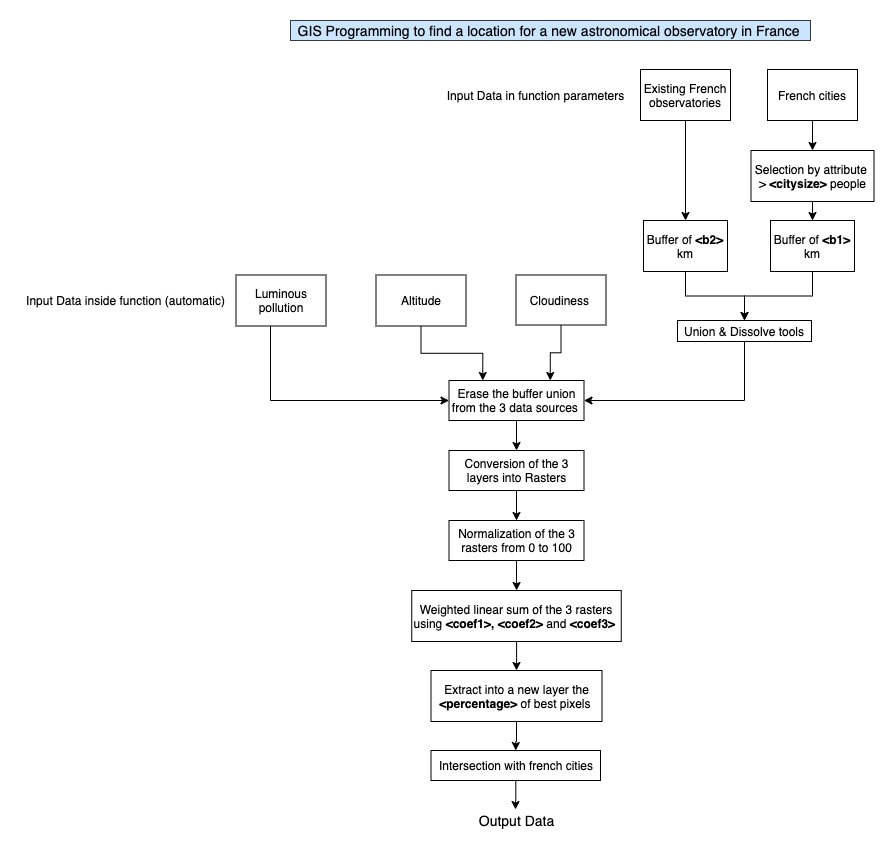 GIS Programming to find a location for a new astronomical observatory in France
Input Data in function parameters
Existing French
observatories
French cities
Selection by attribute
> <citysize> people
Buffer of <b2>
km
Buffer of <b1>
km
Input Data inside function (automatic)
Luminous
pollution
Altitude
Cloudiness
Union & Dissolve tools
Erase the buffer union
from the 3 data sources
Conversion of the 3
layers into Rasters
Normalization of the 3
rasters from 0 to 100
Weighted linear sum of the 3 rasters
using <coef1>, <coef2> and <coef3>
Extract into a new layer the
<percentage> of best pixels
Intersection with french cities
Output Data